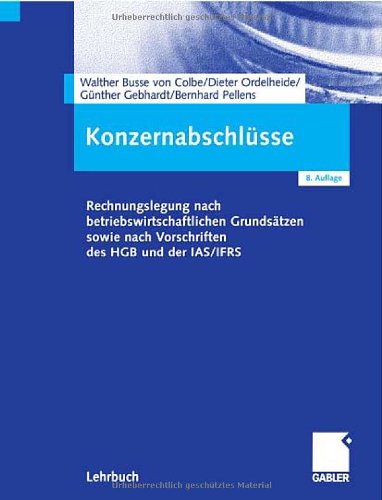 Urheberrechtlich geschütztes Material
Walther Busse von Colbe/Dieter Ordelheide/
Günther Gebhardt/Bernhard Pellens
Konzernabschlüsse
8. Auflage
Rechnungslegung nach
betriebswirtschaftlichen Grundsätzen
sowie nach Vorschriften
des HGB und der IAS/IFRS
Lehrbuch
GABLER
Urheberrechtlich geschütztes Material